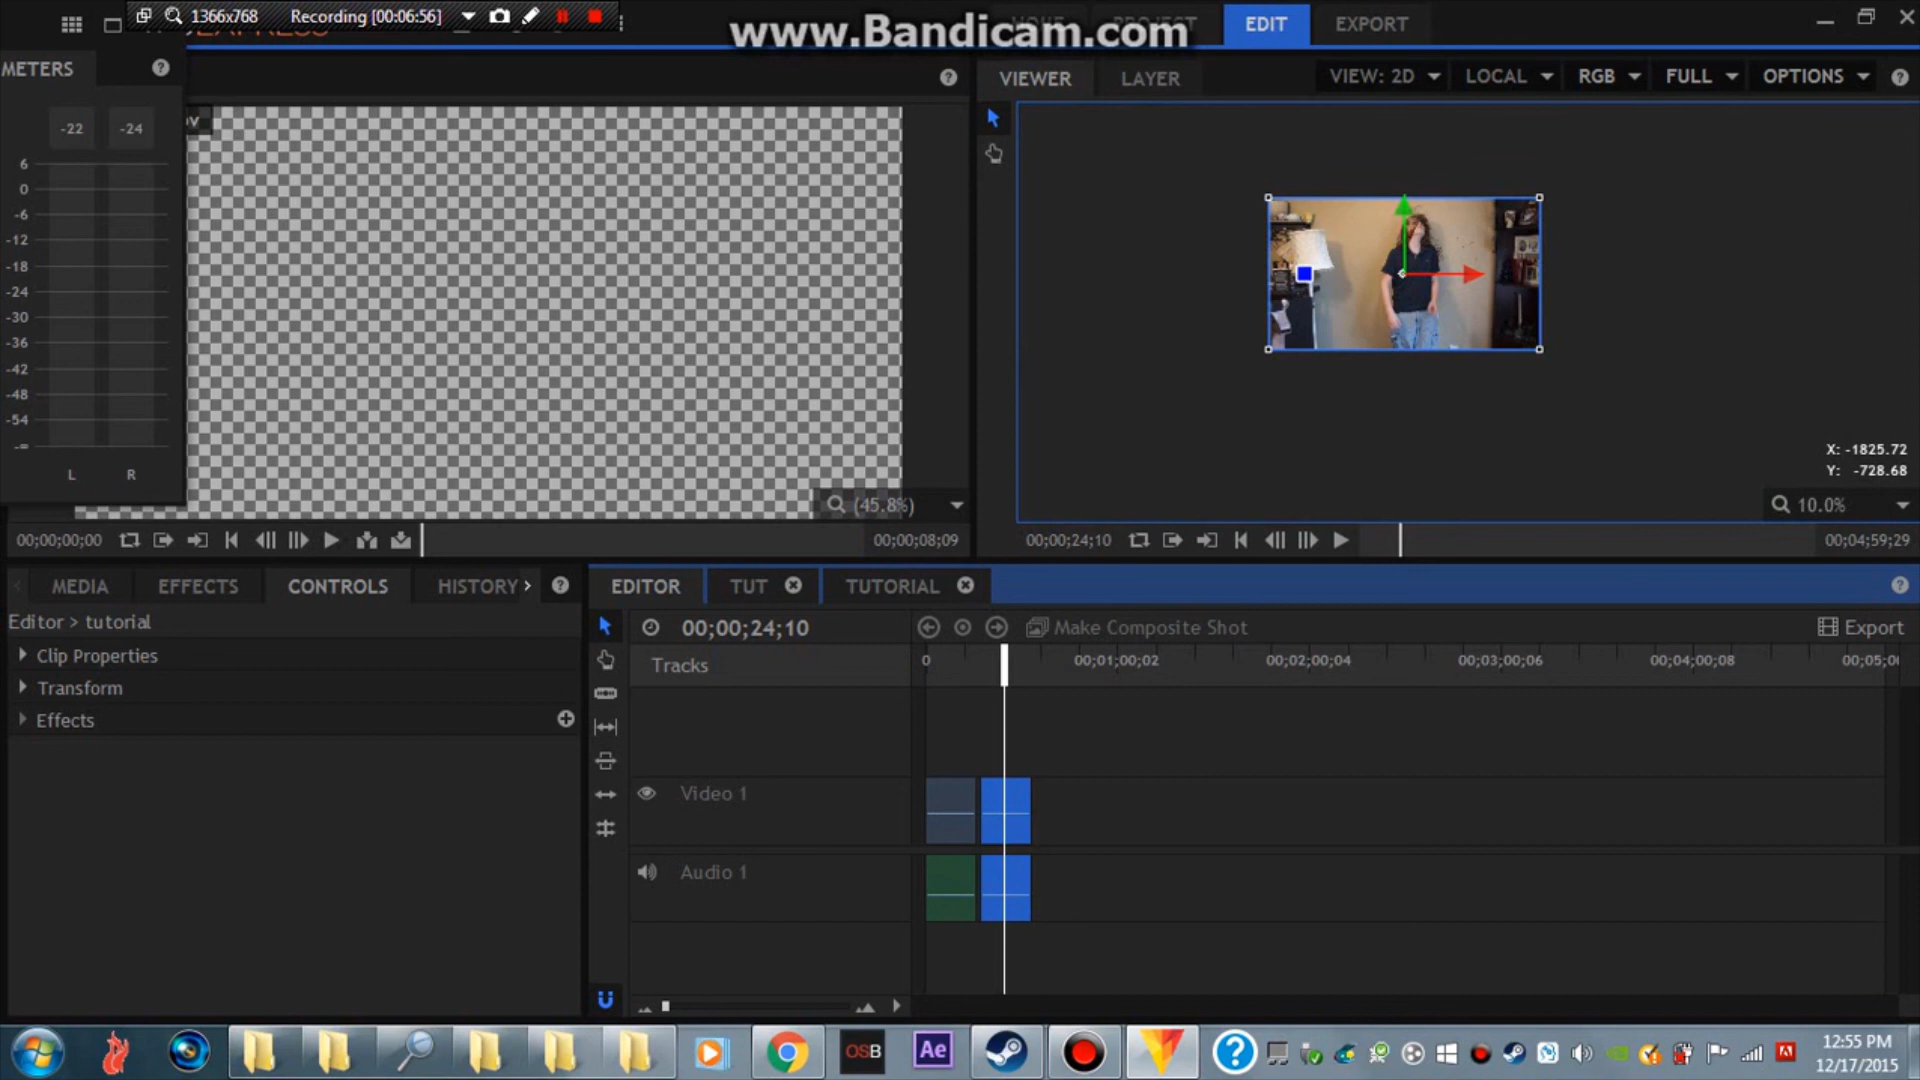 1366x768
Recording [00:06:56]
www.Bandicam.com
EDIT
EXPORT
METERS
VIEWER
LAYER
VIEW: 2D
LOCAL
RGB
FULL
OPTIONS
-22
-24
6
0
-6
-12
-18
-24
-30
-36
-42
-48
-54
-∞
L
R
X: -1825.72
Y: -728.68
(45.8%)
10.0%
00;00;00;00
00;00;08;09
00;00;24;10
00;04;59;29
MEDIA
EFFECTS
CONTROLS
HISTORY
EDITOR
TUT
TUTORIAL
Editor > tutorial
Clip Properties
Transform
Effects
00;00;24;10
Make Composite Shot
Export
Tracks
0
00;01;00;02
00;02;00;04
00;03;00;06
00;04;00;08
Video 1
Audio 1
OSB
Ae
12:55 PM
12/17/2015